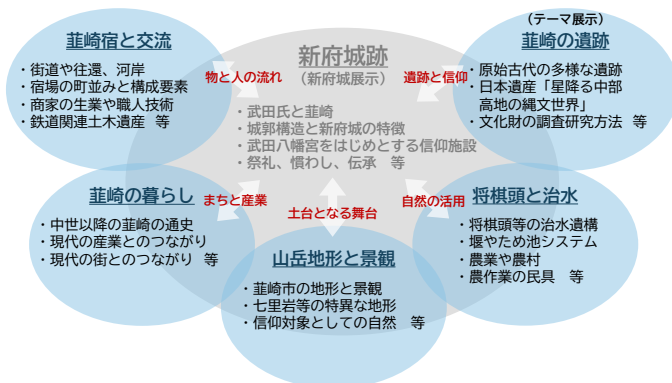 韮崎宿と交流
・街道や往還、河岸
・宿場の町並みと構成要素
・商家の生業や職人技術
・鉄道関連土木遺産 等
物と人の流れ
新府城跡
（新府城展示）
・武田氏と韮崎
・城郭構造と新府城の特徴
・武田八幡宮をはじめとする信仰施設
・祭礼、慣わし、伝承 等
遺跡と信仰
（テーマ展示）
韮崎の遺跡
・原始古代の多様な遺跡
・日本遺産「星降る中部
高地の縄文世界」
・文化財の調査研究方法 等
韮崎の暮らし
・中世以降の韮崎の通史
・現代の産業とのつながり
・現代の街とのつながり 等
まちと産業
土台となる舞台
山岳地形と景観
・韮崎市の地形と景観
・七里岩等の特異な地形
・信仰対象としての自然 等
自然の活用
将棋頭と治水
・将棋頭等の治水遺構
・堰やため池システム
・農業や農村
・農作業の民具 等